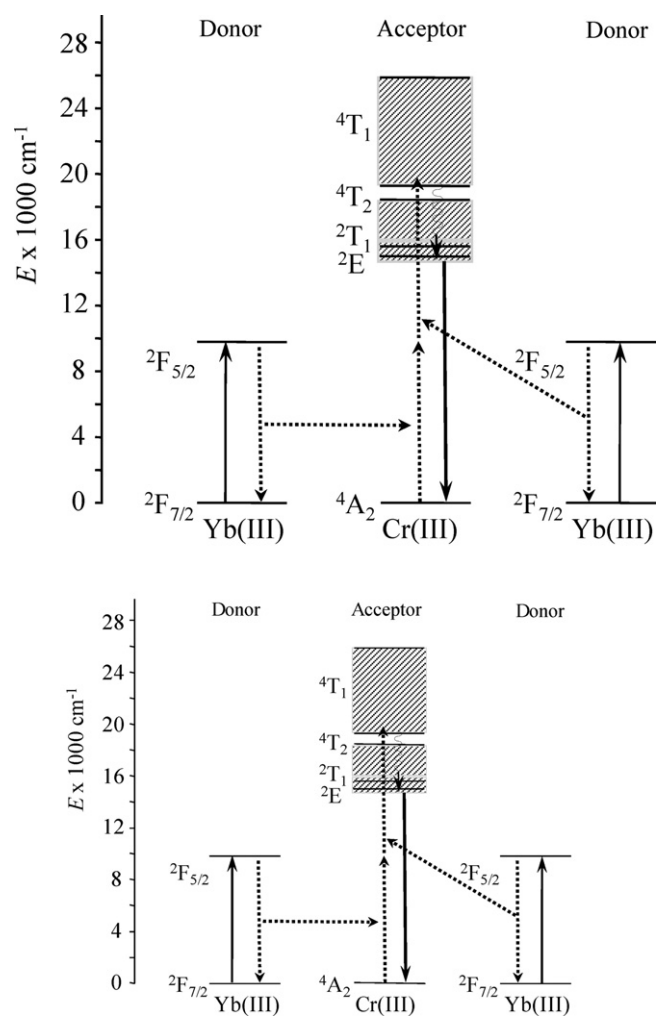 Donor Acceptor Donor
E x 1000 cm⁻¹
28
24
20
16
12
8
4
0
⁴T₁
⁴T₂
²T₁
²E
²F₅/₂ ²F₅/₂
²F₇/₂ ⁴A₂ ²F₇/₂
Yb(III) Cr(III) Yb(III)
Donor Acceptor Donor
E x 1000 cm⁻¹
28
24
20
16
12
8
4
0
⁴T₁
⁴T₂
²T₁
²E
²F₅/₂ ²F₅/₂
²F₇/₂ ⁴A₂ ²F₇/₂
Yb(III) Cr(III) Yb(III)